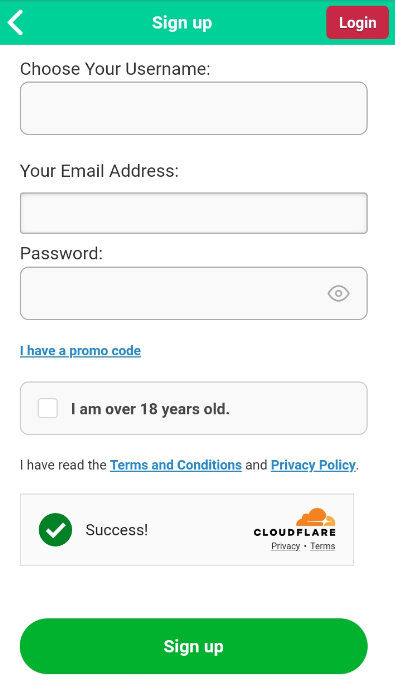 Sign up
Login
Choose Your Username:
Your Email Address:
Password:
I have a promo code
I am over 18 years old.
I have read the Terms and Conditions and Privacy Policy.
Success!
CLOUDFLARE
Privacy • Terms
Sign up